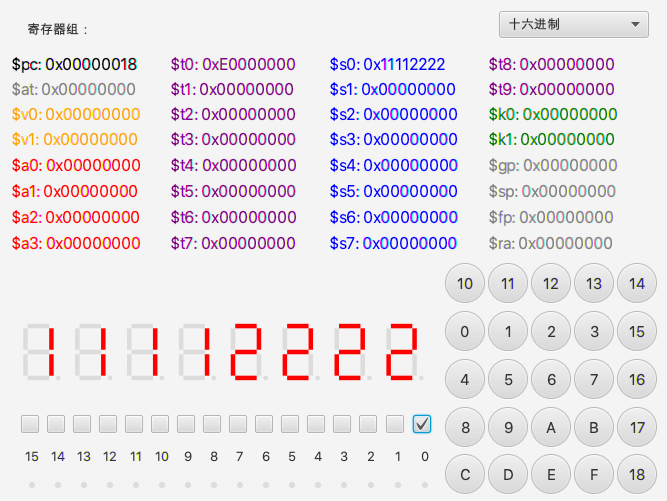 寄存器组： 十六进制
$pc: 0x00000018 $t0: 0xE0000000 $s0: 0x11112222 $t8: 0x00000000
$at: 0x00000000 $t1: 0x00000000 $s1: 0x00000000 $t9: 0x00000000
$v0: 0x00000000 $t2: 0x00000000 $s2: 0x00000000 $k0: 0x00000000
$v1: 0x00000000 $t3: 0x00000000 $s3: 0x00000000 $k1: 0x00000000
$a0: 0x00000000 $t4: 0x00000000 $s4: 0x00000000 $gp: 0x00000000
$a1: 0x00000000 $t5: 0x00000000 $s5: 0x00000000 $sp: 0x00000000
$a2: 0x00000000 $t6: 0x00000000 $s6: 0x00000000 $fp: 0x00000000
$a3: 0x00000000 $t7: 0x00000000 $s7: 0x00000000 $ra: 0x00000000
10 11 12 13 14
0 1 2 3 15
11112222
4 5 6 7 16
8 9 A B 17
15 14 13 12 11 10 9 8 7 6 5 4 3 2 1 0
C D E F 18